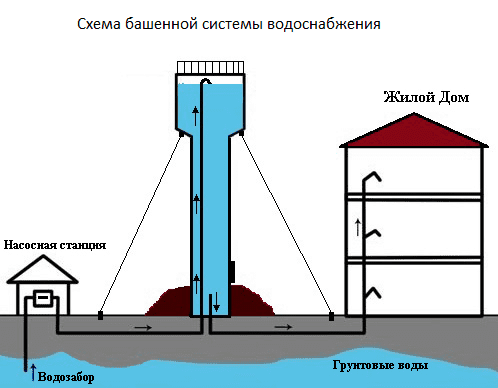 Схема башенной системы водоснабжения
Жилой Дом
Насосная станция
Грунтовые воды
Водозабор